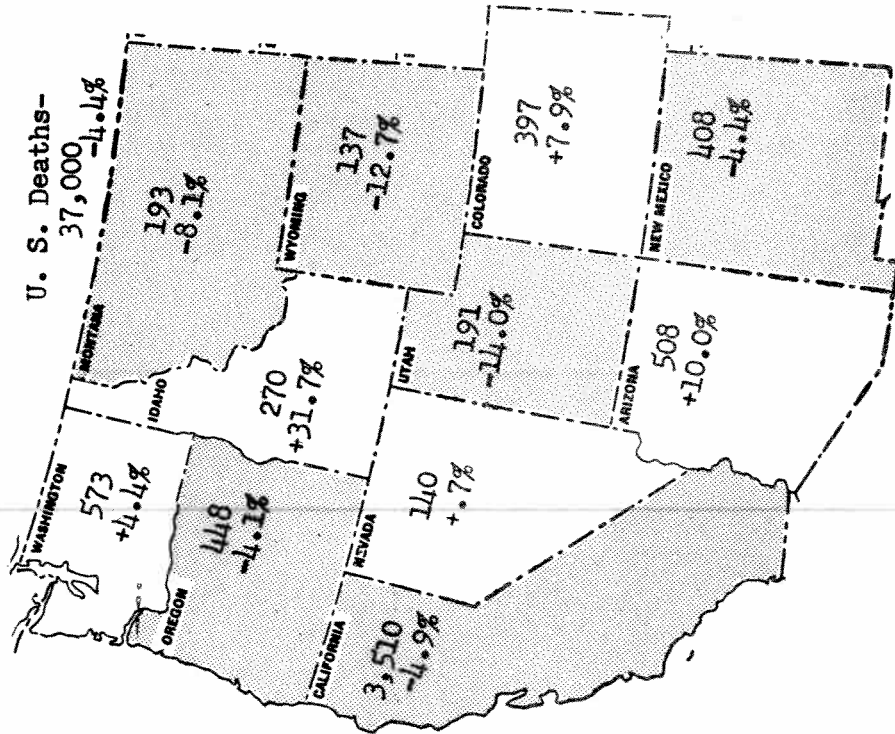 U. S. Deaths-
37,000
-4.4%
WASHINGTON
573
+4.4%
MONTANA
193
-8.1%
IDAHO
270
+31.7%
OREGON
448
-4.1%
WYOMING
137
-12.7%
CALIFORNIA
3,510
-4.9%
NEVADA
140
+.7%
UTAH
191
-14.0%
COLORADO
397
+7.9%
ARIZONA
508
+10.0%
NEW MEXICO
408
-4.4%